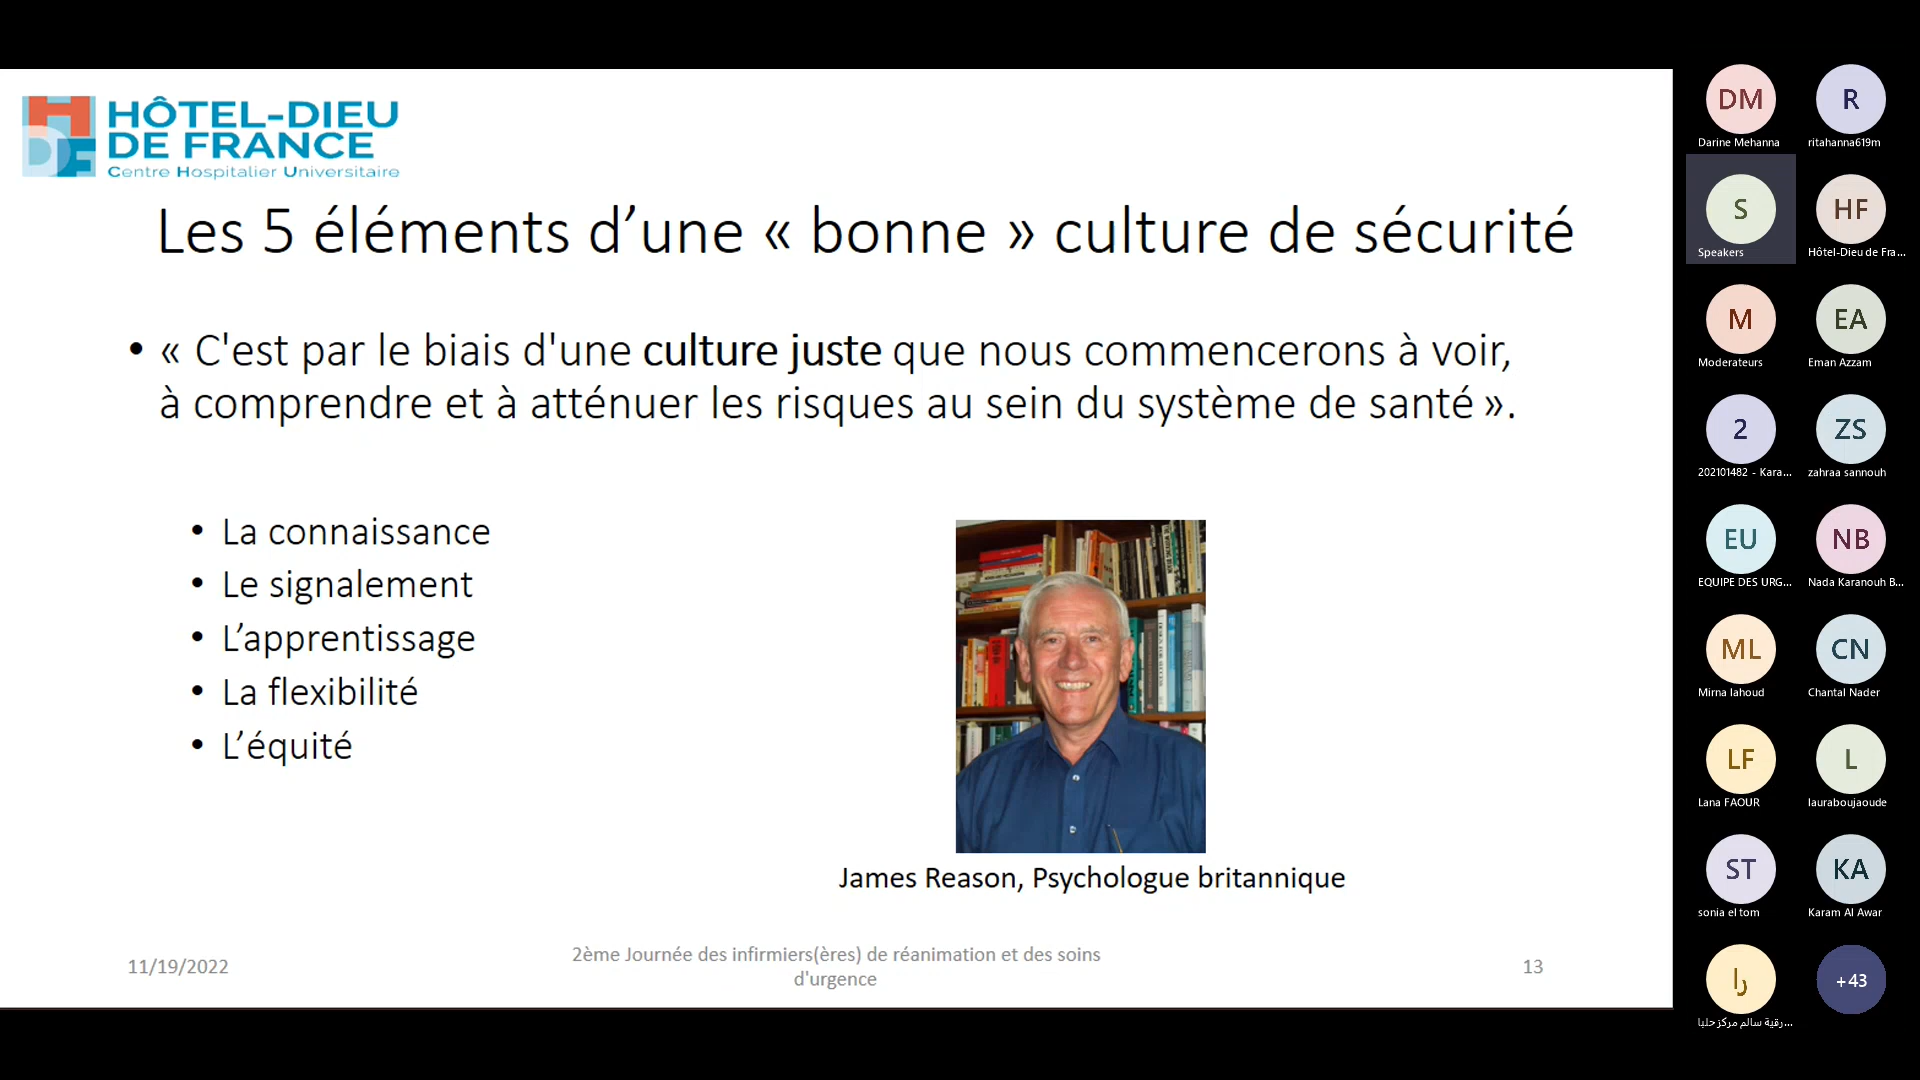 HÔTEL-DIEU
DE FRANCE
Centre Hospitalier Universitaire
Les 5 éléments d’une « bonne » culture de sécurité
• « C'est par le biais d'une culture juste que nous commencerons à voir,
à comprendre et à atténuer les risques au sein du système de santé ».
• La connaissance
• Le signalement
• L’apprentissage
• La flexibilité
• L’équité
James Reason, Psychologue britannique
11/19/2022
2ème Journée des infirmiers(ères) de réanimation et des soins
d'urgence
13
DM
Darine Mehanna
R
ritahanna619m
S
Speakers
HF
Hôtel-Dieu de Fra...
M
Moderateurs
EA
Eman Azzam
2
202101482 - Kara...
ZS
zahraa sannouh
EU
EQUIPE DES URG...
NB
Nada Karanouh B...
ML
Mirna lahoud
CN
Chantal Nader
LF
Lana FAOUR
L
lauraboujaoude
ST
sonia el tom
KA
Karam Al Awar
را
رقية سالم مركز حلبا...
+43